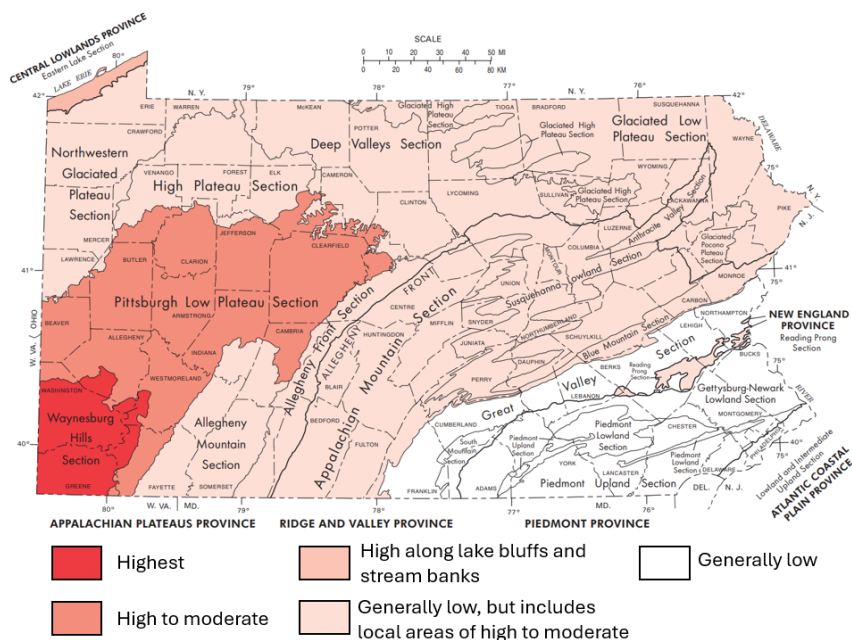 SCALE
0 10 20 30 40 50 MI
0 20 40 60 80 KM
CENTRAL LOWLANDS PROVINCE
Eastern Lake Section
LAKE ERIE
80°
42°
N. Y.
79°
78°
77°
N. Y.
76°
42°
ERIE
WARREN
McKEAN
Glaciated High
Plateau
Section
TIOGA
BRADFORD
SUSQUEHANNA
DELAWARE
CRAWFORD
POTTER
Deep Valleys Section
Glaciated High
Plateau Section
Glaciated Low
Plateau Section
WAYNE
Northwestern
Glaciated
Plateau
Section
VENANGO
FOREST
ELK
CAMERON
High Plateau Section
WYOMING
75°
LYCOMING
SULLIVAN
Glaciated High
Plateau Section
LACKAWANNA
CLINTON
PIKE
N. Y.
N. J.
MERCER
JEFFERSON
CLEARFIELD
LUZERNE
Anthracite Valley Section
Glaciated
Pocono
Plateau
Section
LAWRENCE
BUTLER
CLARION
COLUMBIA
MONTOUR
41°
41°
MONROE
FRONT
UNION
Susquehanna Lowland Section
Pittsburgh Low Plateau Section
ARMSTRONG
CENTRE
CARBON
BEAVER
OHIO
W. VA.
ALLEGHENY
INDIANA
CAMBRIA
Allegheny Front Section
ALLEGHENY
HUNTINGDON
MIFFLIN
SNYDER
NORTHUMBERLAND
SCHUYLKILL
Blue Mountain Section
LEHIGH
NORTHAMPTON
NEW ENGLAND
PROVINCE
Reading Prong
Section
JUNIATA
DAUPHIN
BUCKS
75°
WASHINGTON
WESTMORELAND
BLAIR
PERRY
Appalachian Mountain Section
Great Valley Section
LEBANON
BERKS
Reading
Prong
Section
Gettysburg-Newark
Lowland Section
RIVER
Waynesburg
Hills
Section
Allegheny
Mountain
Section
BEDFORD
FULTON
CUMBERLAND
South
Mountain
Section
Piedmont
Upland
Section
Piedmont
Lowland
Section
CHESTER
MONTGOMERY
PHILADELPHIA
40°
40°
YORK
LANCASTER
Piedmont
Lowland
Section
DELAWARE
Lowland and Intermediate
Upland Section
ATLANTIC COASTAL
PLAIN PROVINCE
GREENE
FAYETTE
SOMERSET
FRANKLIN
ADAMS
Piedmont Upland Section
DEL.
N. J.
80°
W. VA.
MD.
79°
78°
77°
MD.
76°
APPALACHIAN PLATEAUS PROVINCE
RIDGE AND VALLEY PROVINCE
PIEDMONT PROVINCE
Highest
High along lake bluffs and
stream banks
Generally low
High to moderate
Generally low, but includes
local areas of high to moderate